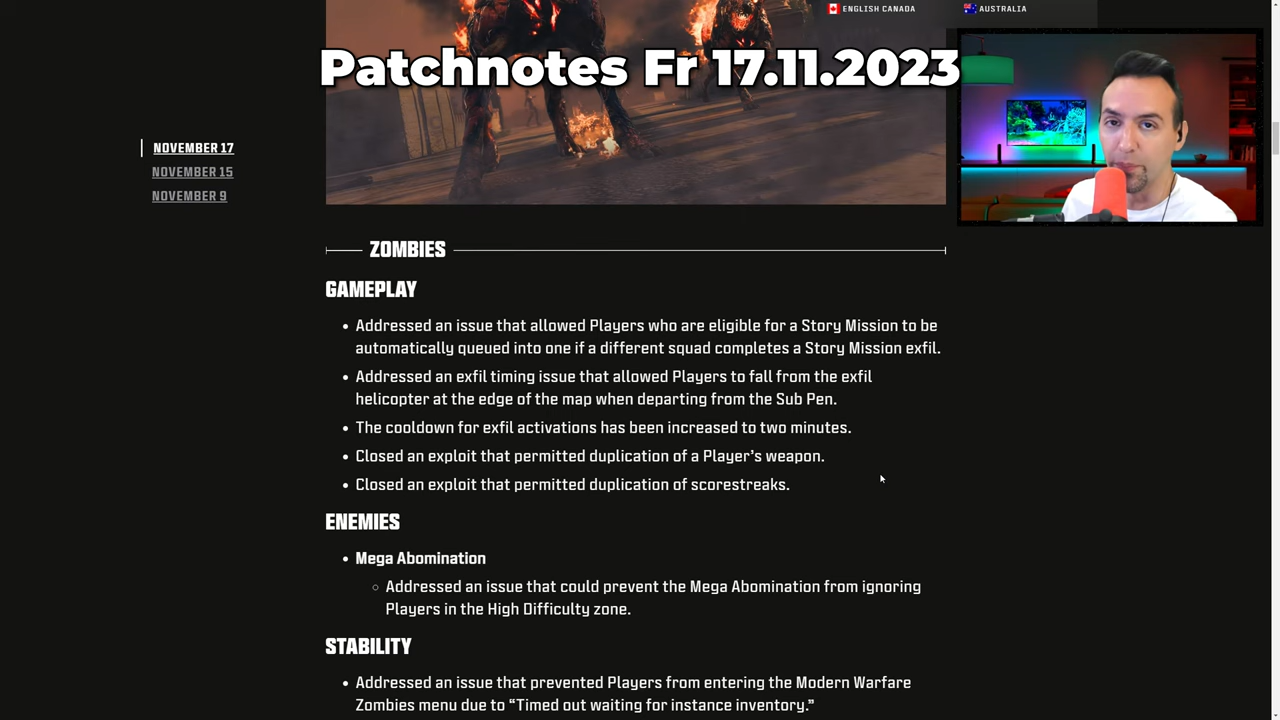 ENGLISH CANADA
AUSTRALIA
Patchnotes Fr 17.11.2023
NOVEMBER 17
NOVEMBER 15
NOVEMBER 9
ZOMBIES
GAMEPLAY
• Addressed an issue that allowed Players who are eligible for a Story Mission to be
automatically queued into one if a different squad completes a Story Mission exfil.
• Addressed an exfil timing issue that allowed Players to fall from the exfil
helicopter at the edge of the map when departing from the Sub Pen.
• The cooldown for exfil activations has been increased to two minutes.
• Closed an exploit that permitted duplication of a Player’s weapon.
• Closed an exploit that permitted duplication of scorestreaks.
ENEMIES
• Mega Abomination
○ Addressed an issue that could prevent the Mega Abomination from ignoring
Players in the High Difficulty zone.
STABILITY
• Addressed an issue that prevented Players from entering the Modern Warfare
Zombies menu due to “Timed out waiting for instance inventory.”